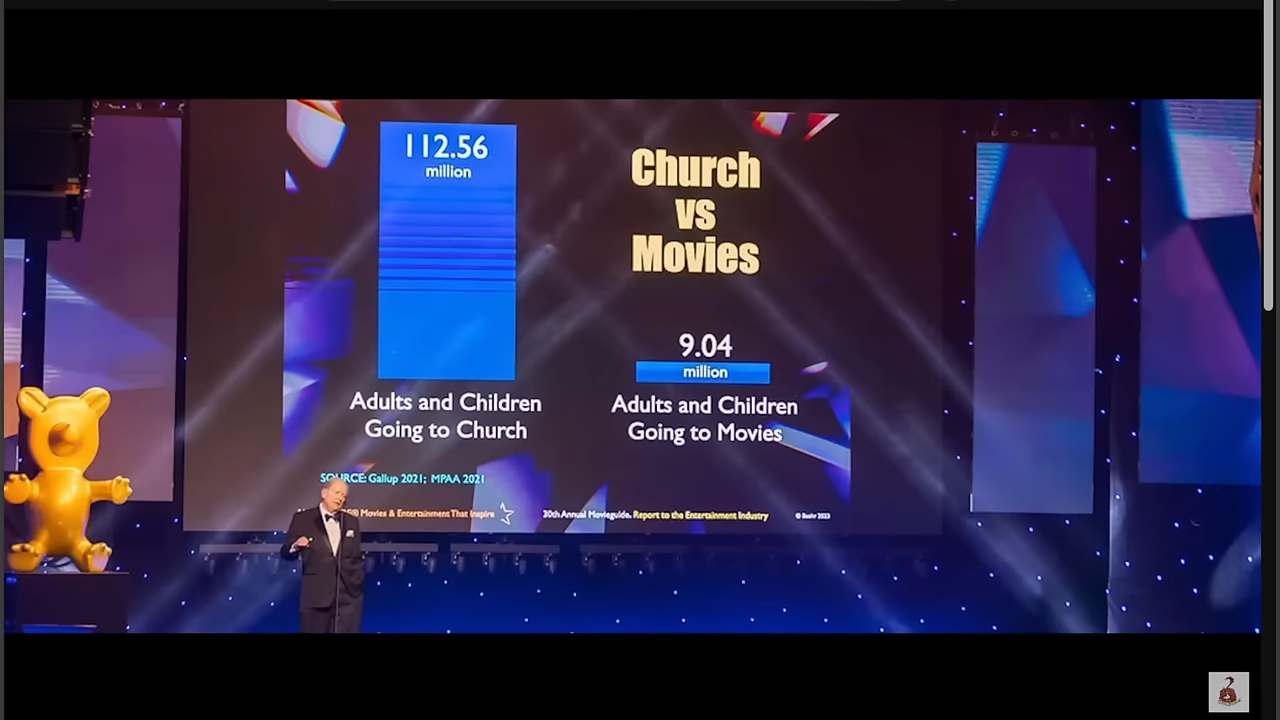 112.56
million
Church
vs
Movies
9.04
million
Adults and Children
Going to Church
Adults and Children
Going to Movies
SOURCE: Gallup 2021; MPAA 2021
Movies & Entertainment That Inspire
30th Annual Movieguide® Report to the Entertainment Industry
© Baehr 2023